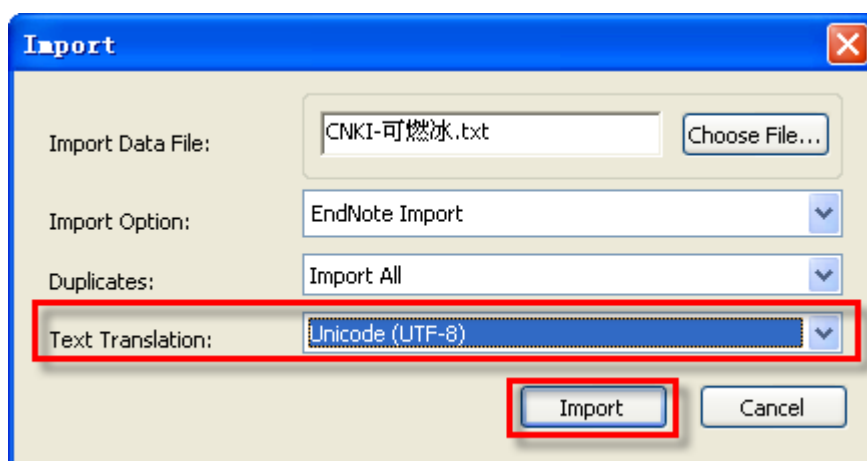 Import
Import Data File: CNKI-可燃冰.txt Choose File...
Import Option: EndNote Import
Duplicates: Import All
Text Translation: Unicode (UTF-8)
Import Cancel